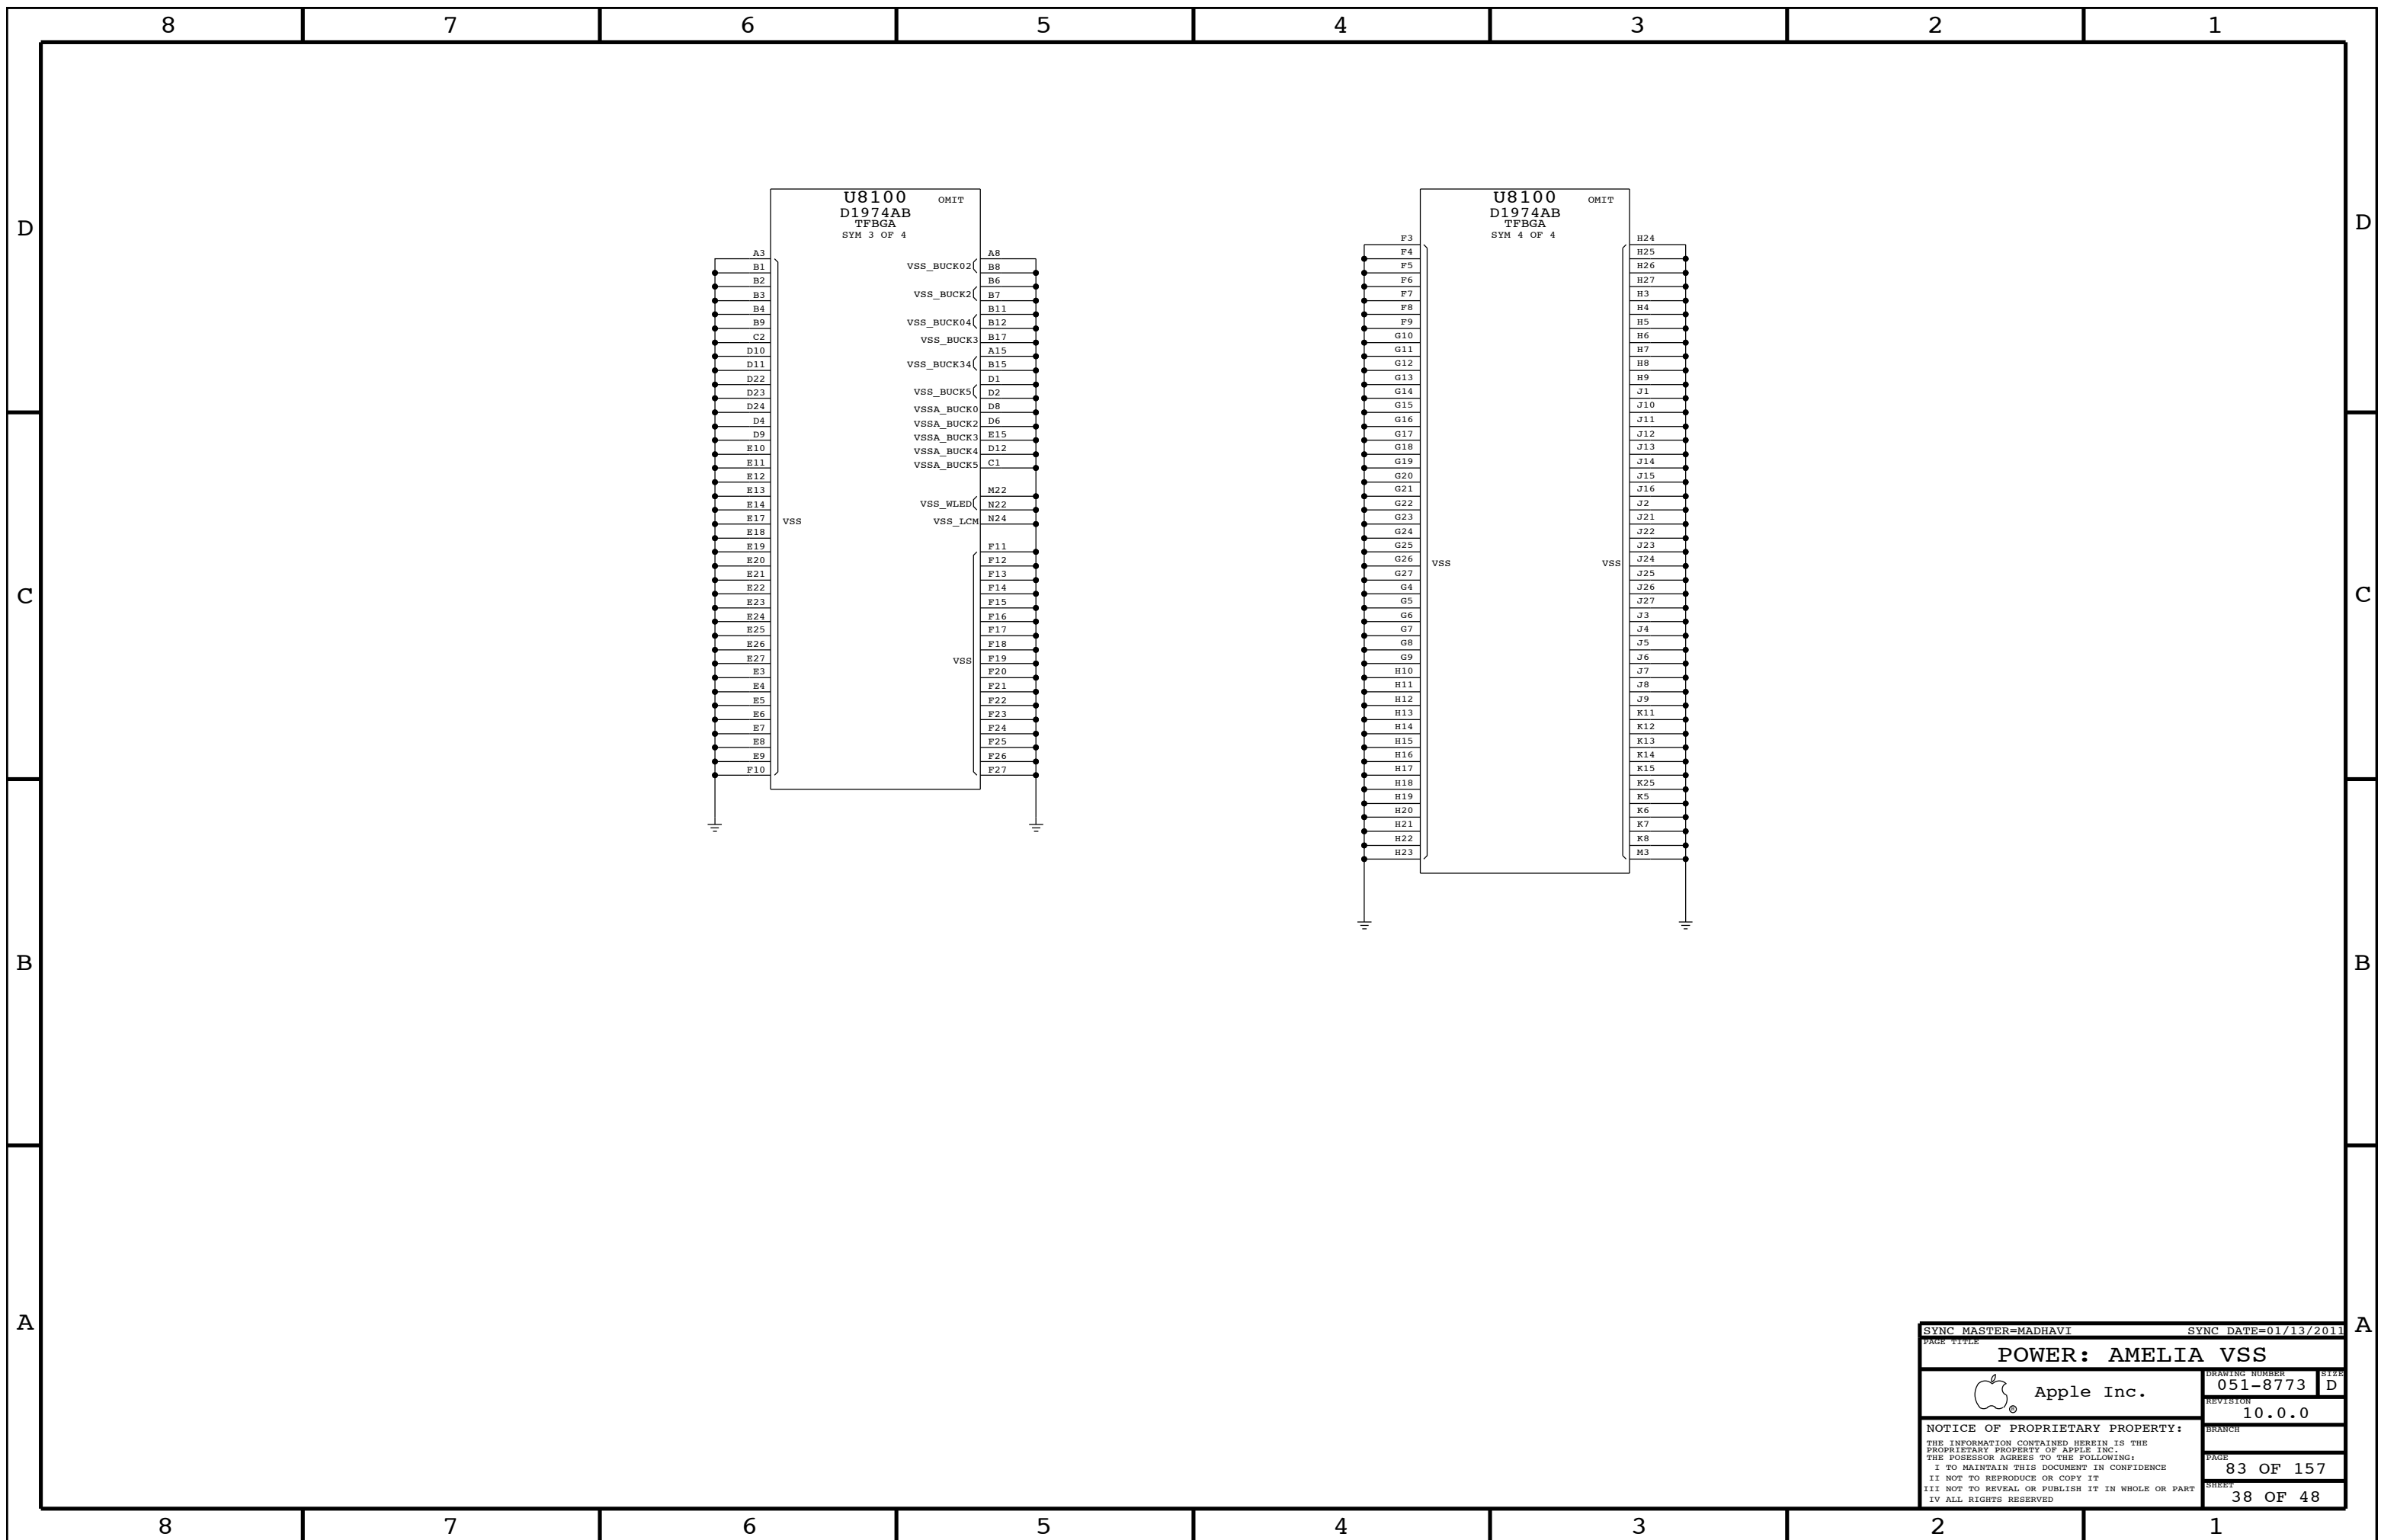 8 7 6 5 4 3 2 1
D
C
B
A
D
C
B
A
U8100 OMIT
D1974AB
TFBGA
SYM 3 OF 4
A3
B1
B2
B3
B4
B9
C2
D10
D11
D22
D23
D24
D4
D9
E10
E11
E12
E13
E14
E17
E18
E19
E20
E21
E22
E23
E24
E25
E26
E27
E3
E4
E5
E6
E7
E8
E9
F10
VSS
VSS_BUCK02
VSS_BUCK2
VSS_BUCK04
VSS_BUCK3
VSS_BUCK34
VSS_BUCK5
VSSA_BUCK0
VSSA_BUCK2
VSSA_BUCK3
VSSA_BUCK4
VSSA_BUCK5
VSS_WLED
VSS_LCM
VSS
A8
B8
B6
B7
B11
B12
B17
A15
B15
D1
D2
D8
D6
E15
D12
C1
M22
N22
N24
F11
F12
F13
F14
F15
F16
F17
F18
F19
F20
F21
F22
F23
F24
F25
F26
F27
U8100 OMIT
D1974AB
TFBGA
SYM 4 OF 4
F3
F4
F5
F6
F7
F8
F9
G10
G11
G12
G13
G14
G15
G16
G17
G18
G19
G20
G21
G22
G23
G24
G25
G26
G27
G4
G5
G6
G7
G8
G9
H10
H11
H12
H13
H14
H15
H16
H17
H18
H19
H20
H21
H22
H23
VSS
VSS
H24
H25
H26
H27
H3
H4
H5
H6
H7
H8
H9
J1
J10
J11
J12
J13
J14
J15
J16
J2
J21
J22
J23
J24
J25
J26
J27
J3
J4
J5
J6
J7
J8
J9
K11
K12
K13
K14
K15
K25
K5
K6
K7
K8
M3
SYNC MASTER=MADHAVI SYNC DATE=01/13/2011
PAGE TITLE
POWER: AMELIA VSS
Apple Inc.
®
DRAWING NUMBER
051-8773
SIZE
D
REVISION
10.0.0
BRANCH
PAGE
83 OF 157
SHEET
38 OF 48
NOTICE OF PROPRIETARY PROPERTY:
THE INFORMATION CONTAINED HEREIN IS THE
PROPRIETARY PROPERTY OF APPLE INC.
THE POSESSOR AGREES TO THE FOLLOWING:
I TO MAINTAIN THIS DOCUMENT IN CONFIDENCE
II NOT TO REPRODUCE OR COPY IT
III NOT TO REVEAL OR PUBLISH IT IN WHOLE OR PART
IV ALL RIGHTS RESERVED
8 7 6 5 4 3 2 1